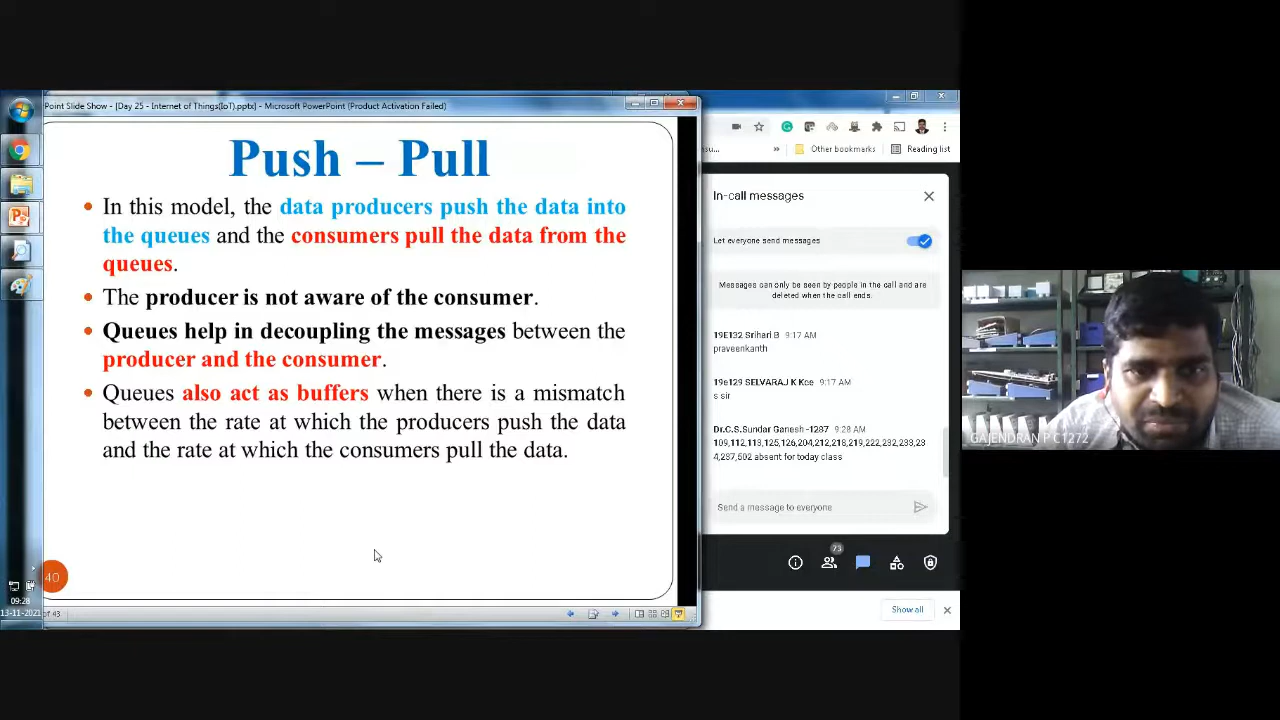 Point Slide Show - [Day 25 - Internet of Things(IoT).pptx] - Microsoft PowerPoint (Product Activation Failed)
Push – Pull
• In this model, the data producers push the data into
the queues and the consumers pull the data from the
queues.
• The producer is not aware of the consumer.
• Queues help in decoupling the messages between the
producer and the consumer.
• Queues also act as buffers when there is a mismatch
between the rate at which the producers push the data
and the rate at which the consumers pull the data.
40
09:28
13-11-2021
of 43
»
Other bookmarks
Reading list
In-call messages
Let everyone send messages
Messages can only be seen by people in the call and are
deleted when the call ends.
19E132 Srihari B 9:17 AM
praveenkanth
19e129 SELVARAJ K Kce 9:17 AM
s sir
Dr.C.S.Sundar Ganesh -1287 9:28 AM
109,112,113,125,126,204,212,218,219,222,232,233,23
4,237,502 absent for today class
Send a message to everyone
73
Show all
GAJENDRAN P C1272